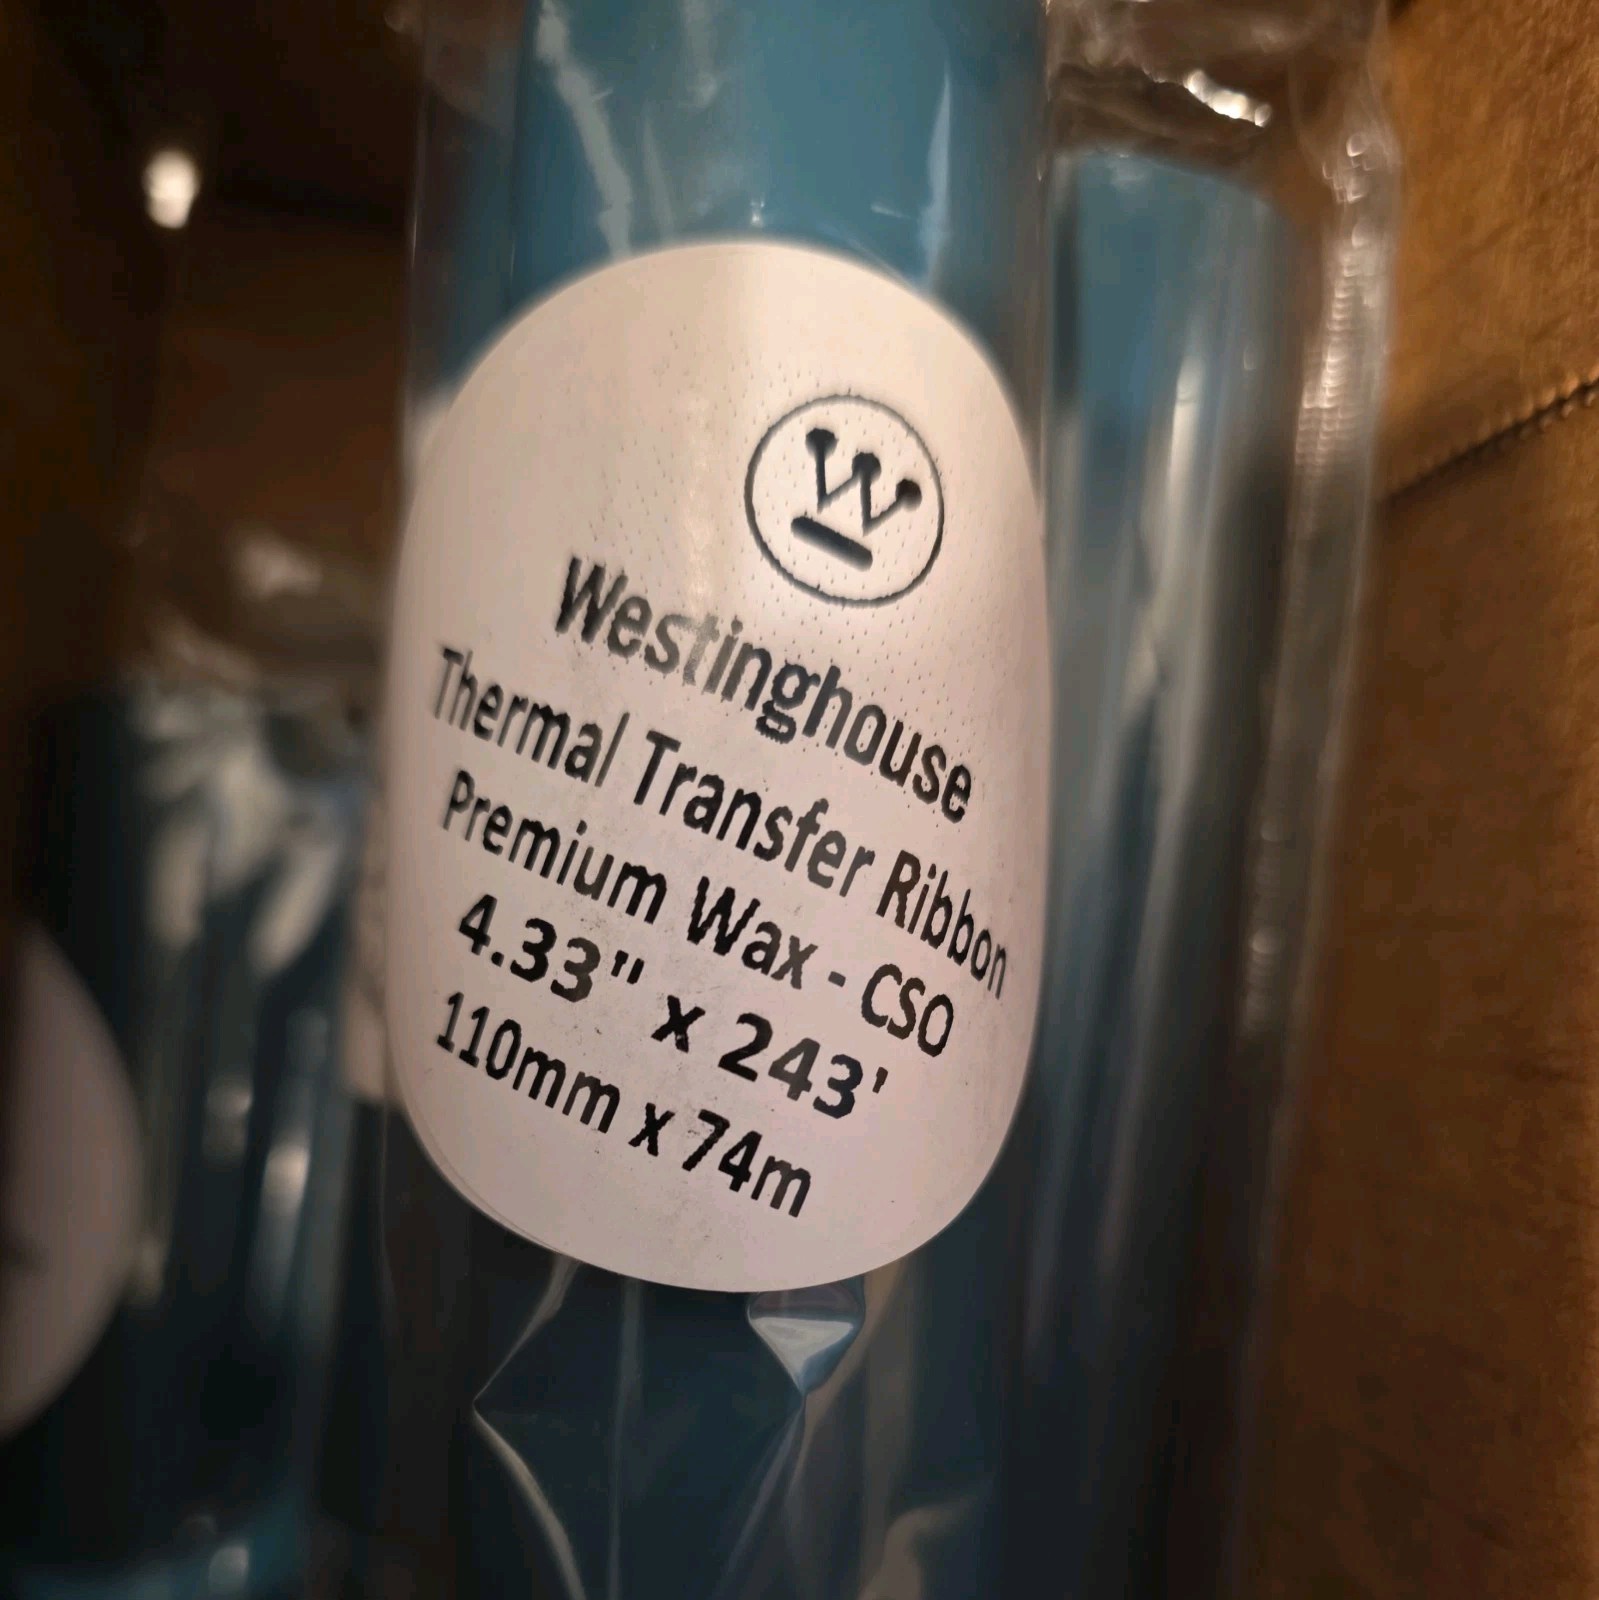 W
Westinghouse
Thermal Transfer Ribbon
Premium Wax - CSO
4.33" x 243'
110mm x 74m